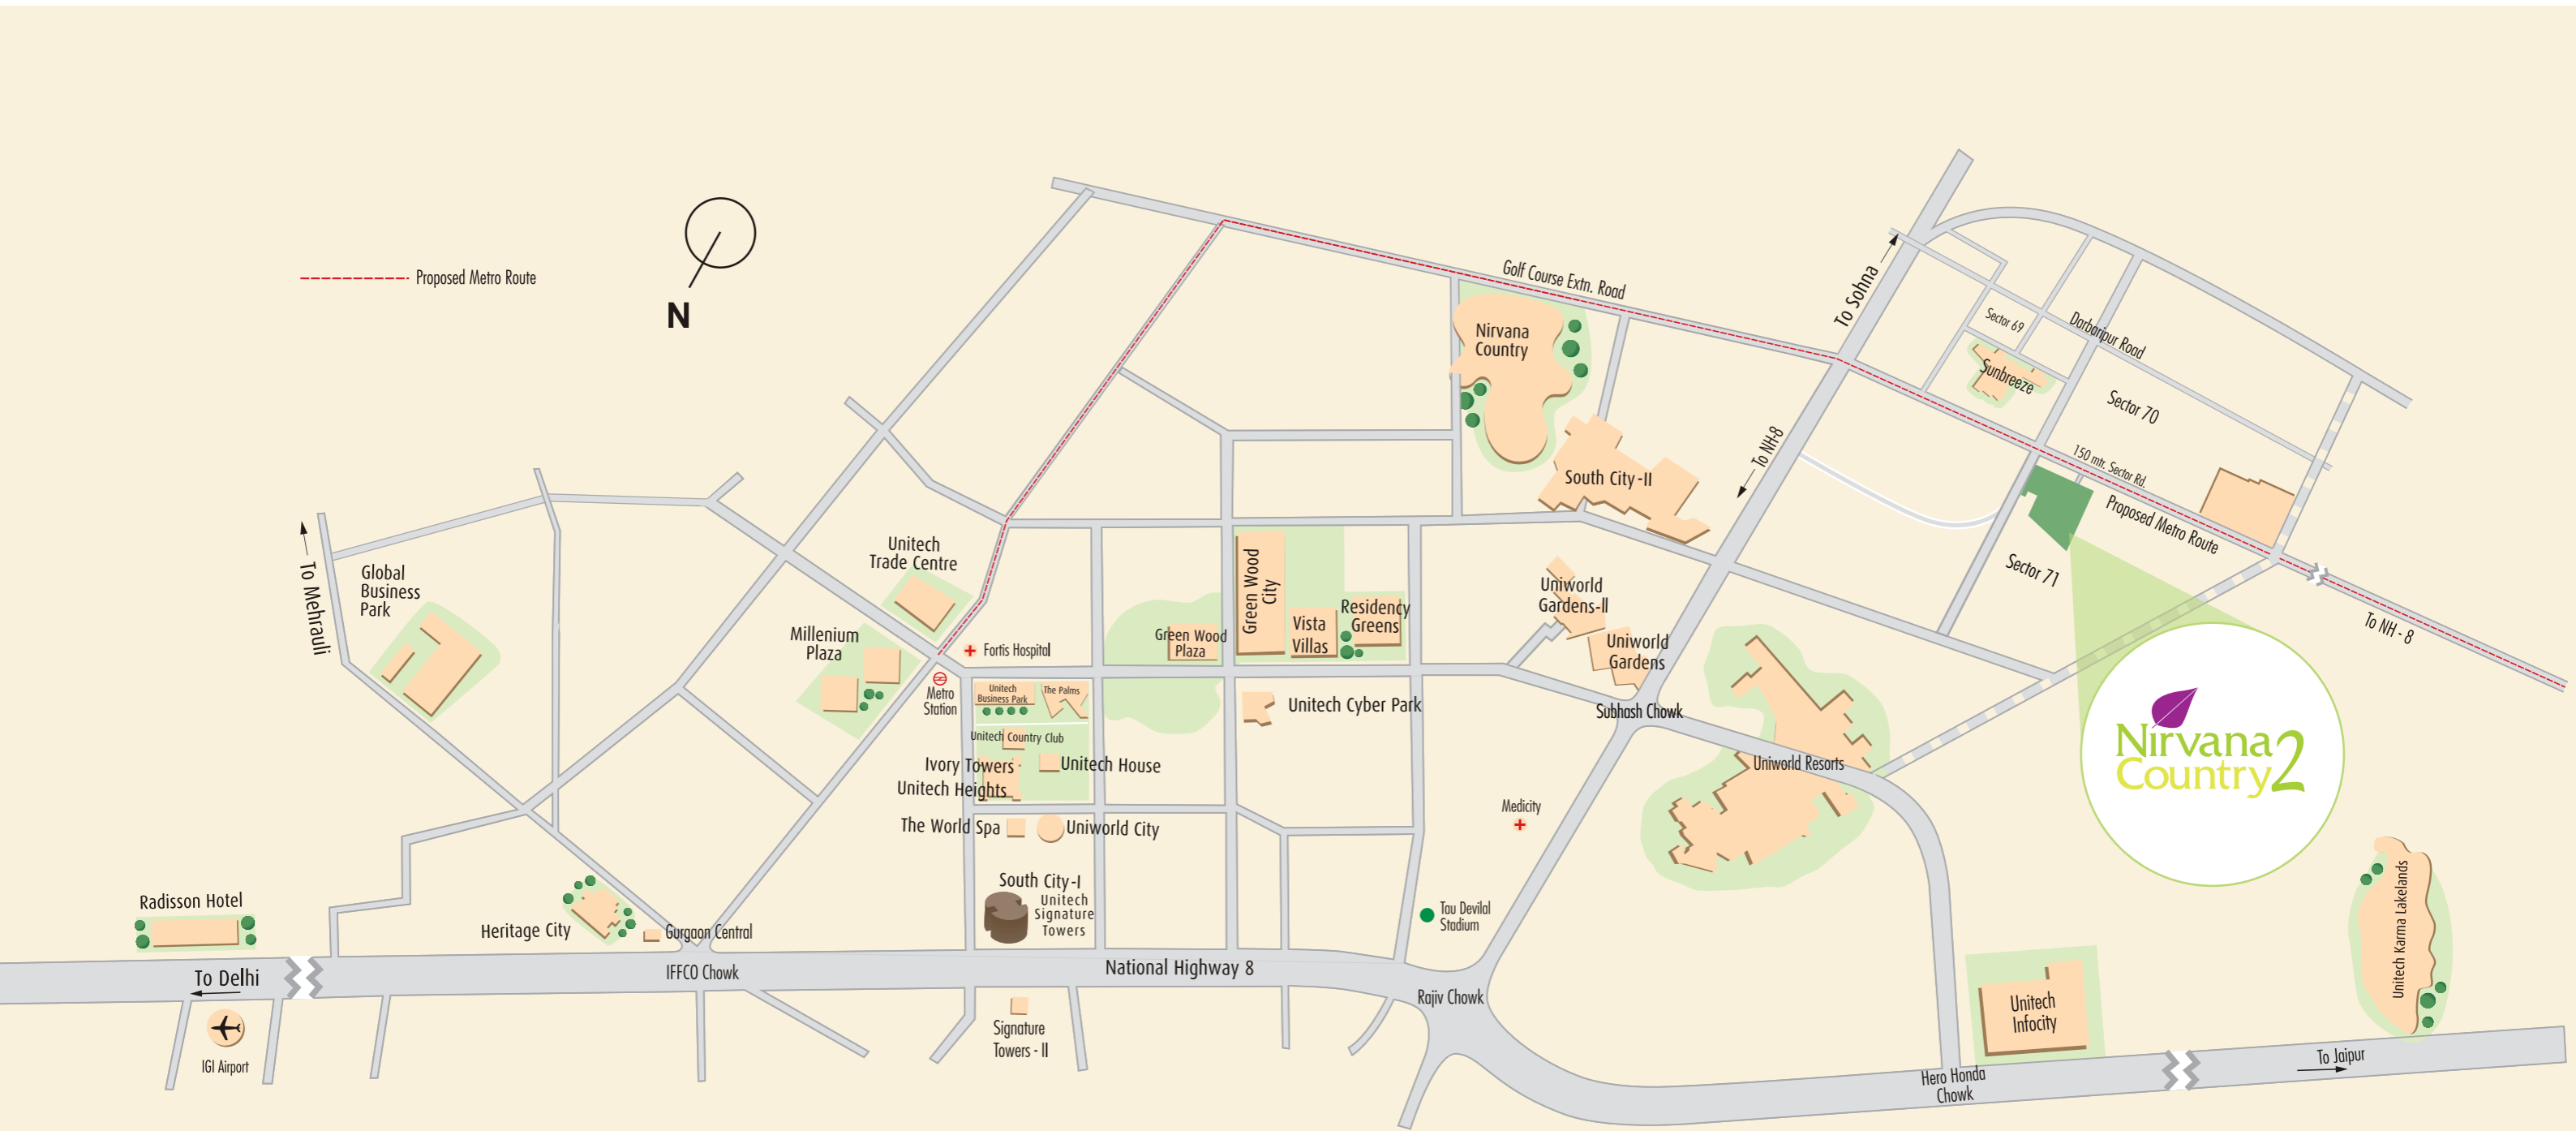 Proposed Metro Route
N
To Mehrauli
Global
Business
Park
Unitech
Trade Centre
Millenium
Plaza
Fortis Hospital
Metro
Station
Unitech
Business Park
The Palms
Unitech Country Club
Ivory Towers
Unitech House
Unitech Heights
The World Spa
Uniworld City
South City-I
Unitech
Signature
Towers
Green Wood
Plaza
Green Wood
City
Vista
Villas
Residency
Greens
Unitech Cyber Park
Golf Course Extn. Road
Nirvana
Country
South City-II
To Sohna
To NH-8
Sector 69
Sunbreeze
Darbaripur Road
Sector 70
150 mtr. Sector Rd.
Proposed Metro Route
Sector 71
To NH - 8
Uniworld
Gardens-II
Uniworld
Gardens
Subhash Chowk
Uniworld Resorts
Medicity
Tau Devilal
Stadium
Nirvana
Country 2
Radisson Hotel
Heritage City
Gurgaon Central
To Delhi
IFFCO Chowk
National Highway 8
Rajiv Chowk
IGI Airport
Signature
Towers - II
Unitech
Infocity
Unitech Karma Lakelands
Hero Honda
Chowk
To Jaipur